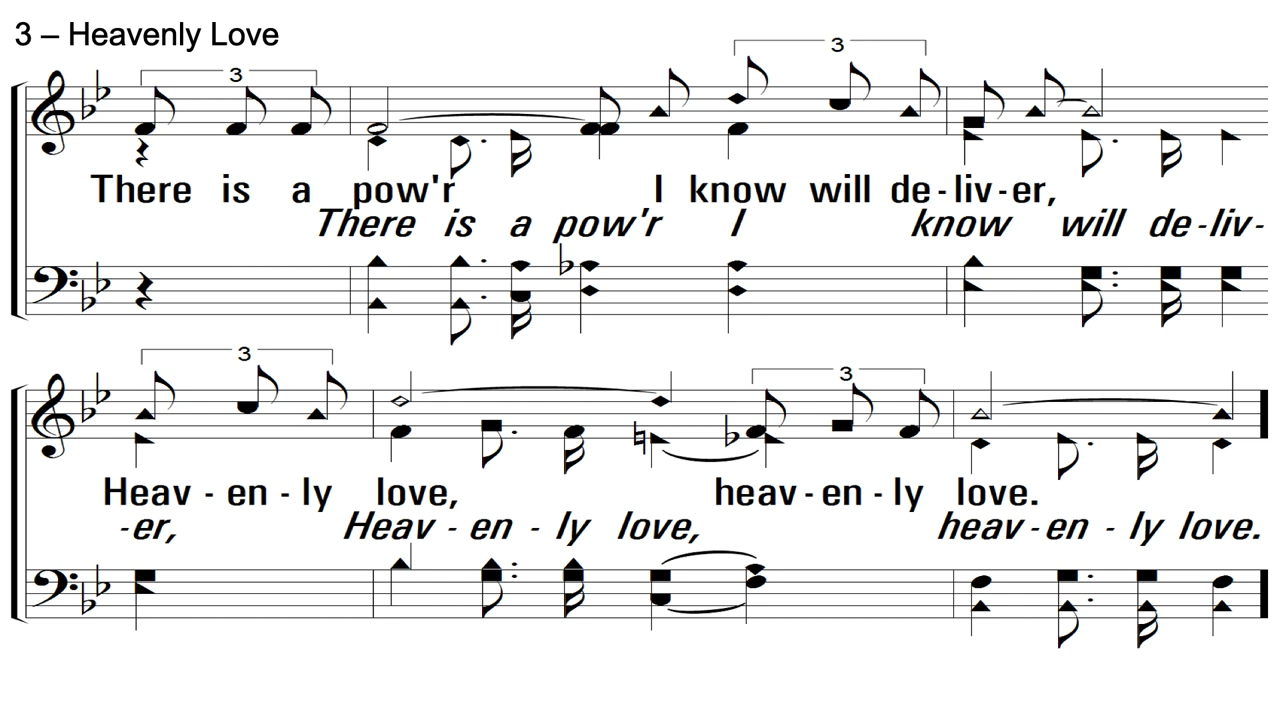 3 – Heavenly Love
3
3
There is a pow'r I know will de-liv-er,
There is a pow'r I know will de-liv-
3
3
Heav - en - ly love, heav-en-ly love.
-er, Heav - en - ly love, heav-en - ly love.